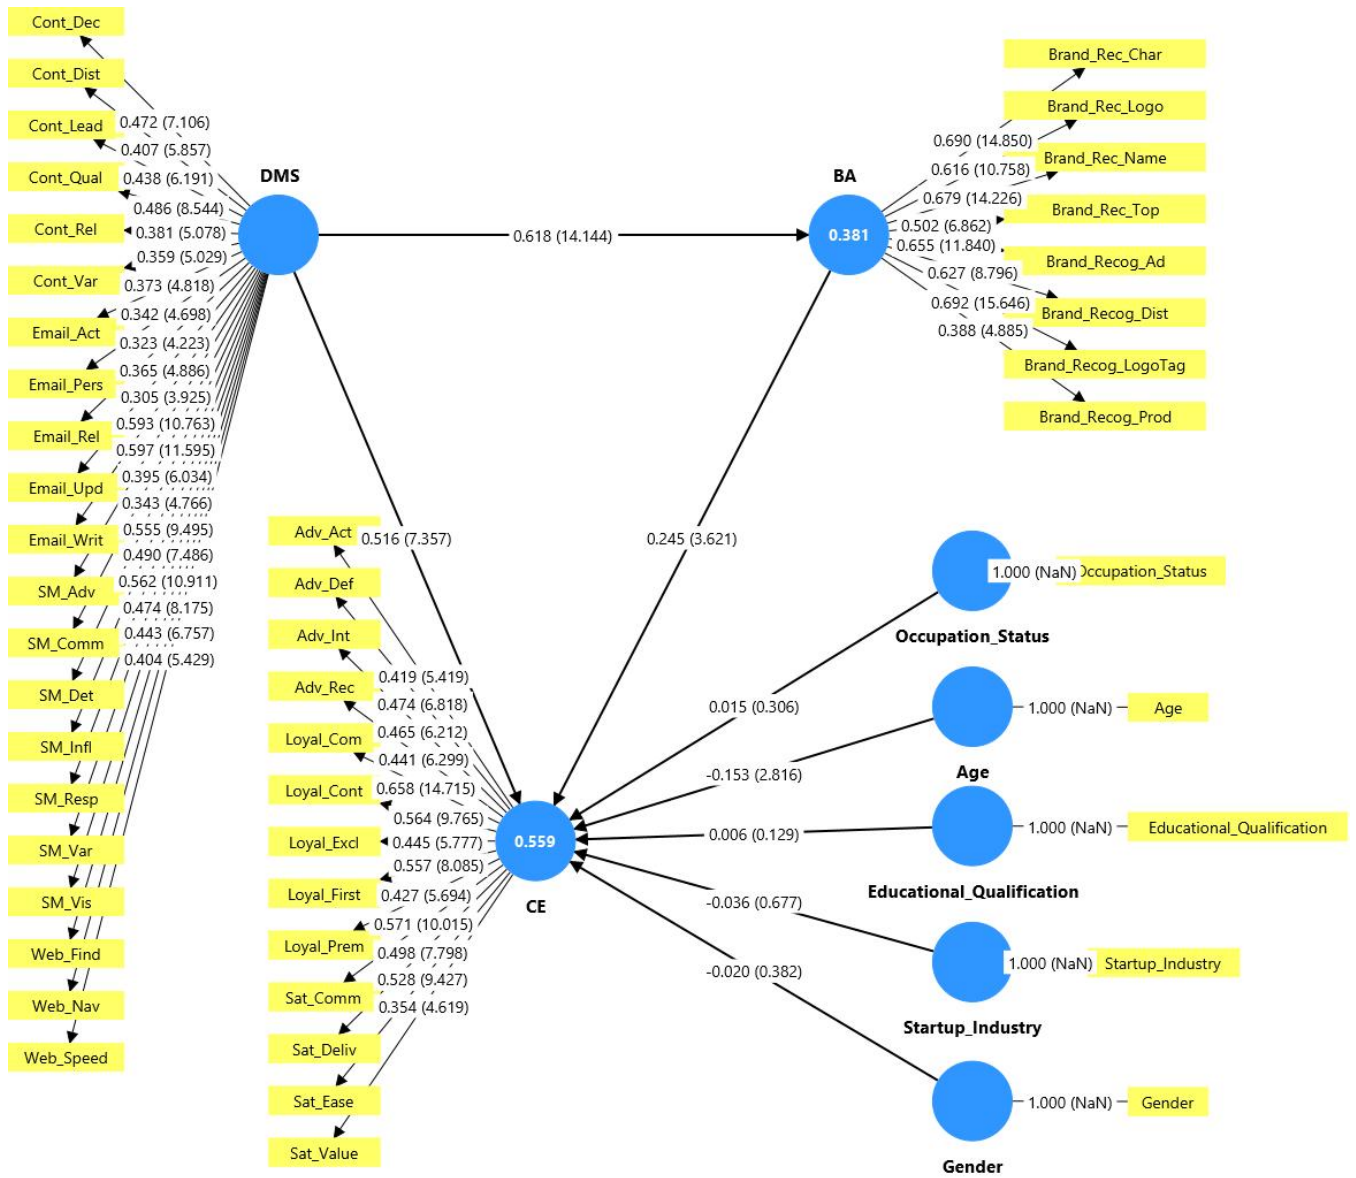 Cont_Dec
Cont_Dist
Cont_Lead
Cont_Qual
Cont_Rel
Cont_Var
Email_Act
Email_Pers
Email_Rel
Email_Upd
Email_Writ
SM_Adv
SM_Comm
SM_Det
SM_Infl
SM_Resp
SM_Var
SM_Vis
Web_Find
Web_Nav
Web_Speed
0.472 (7.106)
0.407 (5.857)
0.438 (6.191)
0.486 (8.544)
0.381 (5.078)
0.359 (5.029)
0.373 (4.818)
0.342 (4.698)
0.323 (4.223)
0.365 (4.886)
0.305 (3.925)
0.593 (10.763)
0.597 (11.595)
0.395 (6.034)
0.343 (4.766)
0.555 (9.495)
0.490 (7.486)
0.562 (10.911)
0.474 (8.175)
0.443 (6.757)
0.404 (5.429)
DMS
0.618 (14.144)
BA
0.381
0.690 (14.850)
0.616 (10.758)
0.679 (14.226)
0.502 (6.862)
0.655 (11.840)
0.627 (8.796)
0.692 (15.646)
0.388 (4.885)
Brand_Rec_Char
Brand_Rec_Logo
Brand_Rec_Name
Brand_Rec_Top
Brand_Recog_Ad
Brand_Recog_Dist
Brand_Recog_LogoTag
Brand_Recog_Prod
0.516 (7.357)
0.245 (3.621)
Adv_Act
Adv_Def
Adv_Int
Adv_Rec
Loyal_Com
Loyal_Cont
Loyal_Excl
Loyal_First
Loyal_Prem
Sat_Comm
Sat_Deliv
Sat_Ease
Sat_Value
0.419 (5.419)
0.474 (6.818)
0.465 (6.212)
0.441 (6.299)
0.658 (14.715)
0.564 (9.765)
0.445 (5.777)
0.557 (8.085)
0.427 (5.694)
0.571 (10.015)
0.498 (7.798)
0.528 (9.427)
0.354 (4.619)
0.559
CE
0.015 (0.306)
-0.153 (2.816)
0.006 (0.129)
-0.036 (0.677)
-0.020 (0.382)
1.000 (NaN)
Occupation_Status
Occupation_Status
1.000 (NaN)
Age
Age
1.000 (NaN)
Educational_Qualification
Educational_Qualification
1.000 (NaN)
Startup_Industry
Startup_Industry
1.000 (NaN)
Gender
Gender